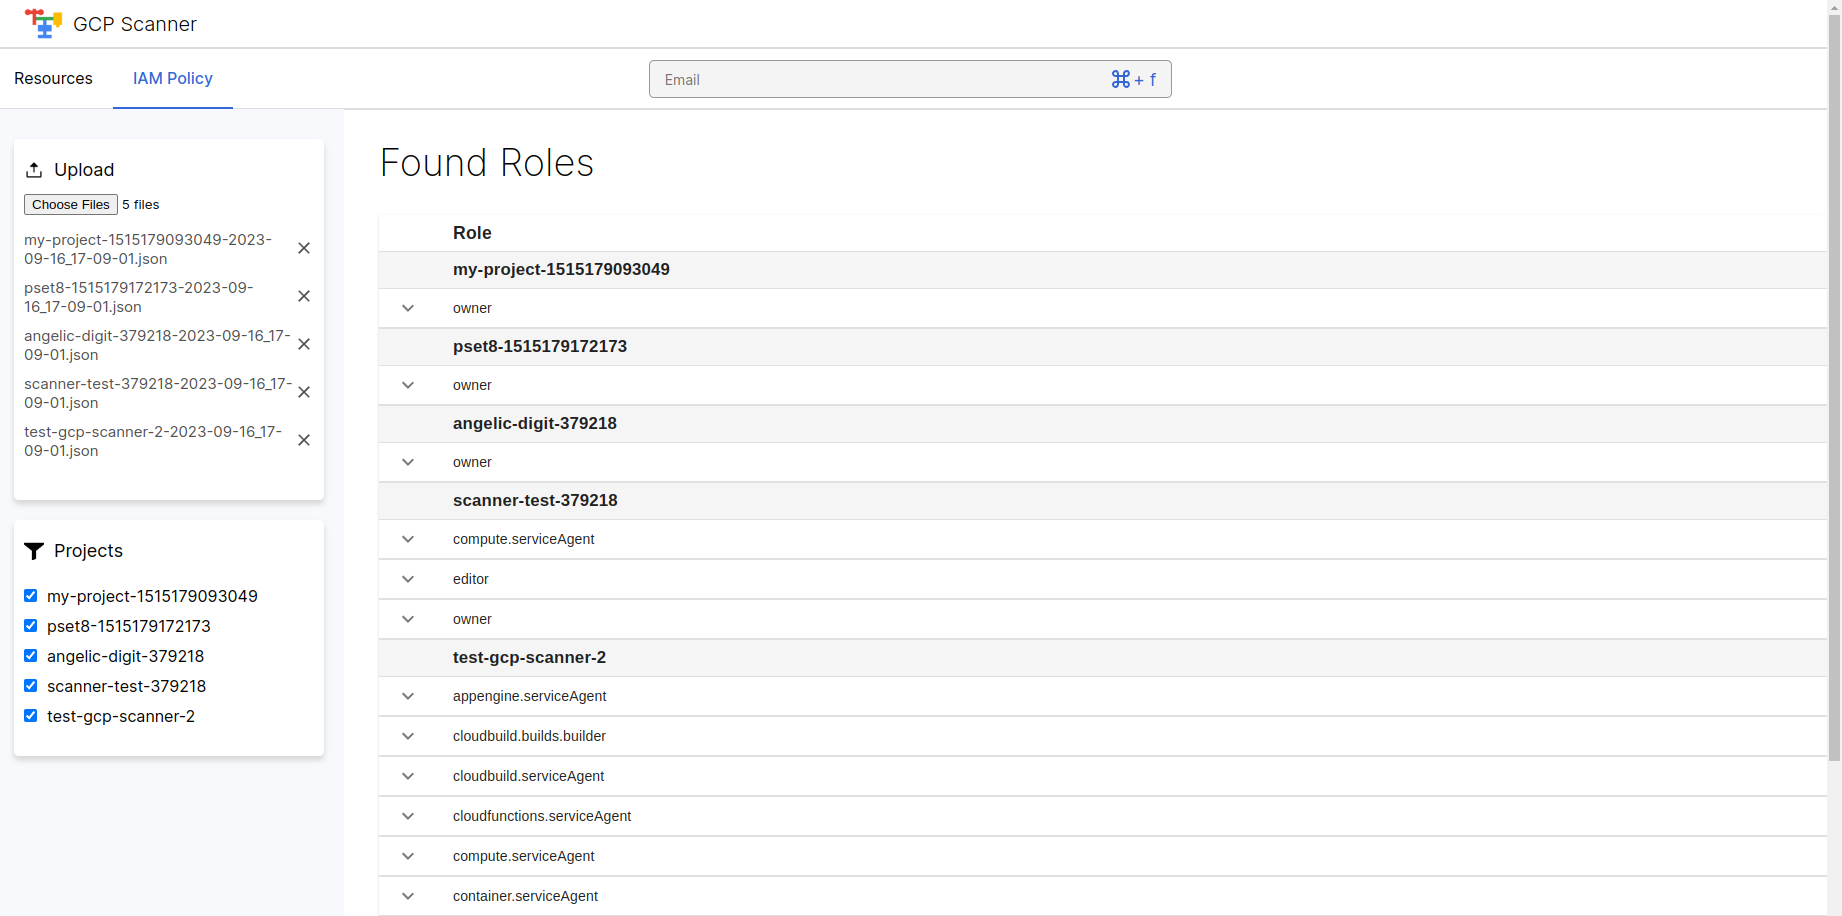 GCP Scanner
Resources
IAM Policy
Email
⌘ + f
Upload
Choose Files 5 files
my-project-1515179093049-2023-
09-16_17-09-01.json
pset8-1515179172173-2023-09-
16_17-09-01.json
angelic-digit-379218-2023-09-16_17-
09-01.json
scanner-test-379218-2023-09-16_17-
09-01.json
test-gcp-scanner-2-2023-09-16_17-
09-01.json
Projects
my-project-1515179093049
pset8-1515179172173
angelic-digit-379218
scanner-test-379218
test-gcp-scanner-2
Found Roles
Role
my-project-1515179093049
owner
pset8-1515179172173
owner
angelic-digit-379218
owner
scanner-test-379218
compute.serviceAgent
editor
owner
test-gcp-scanner-2
appengine.serviceAgent
cloudbuild.builds.builder
cloudbuild.serviceAgent
cloudfunctions.serviceAgent
compute.serviceAgent
container.serviceAgent